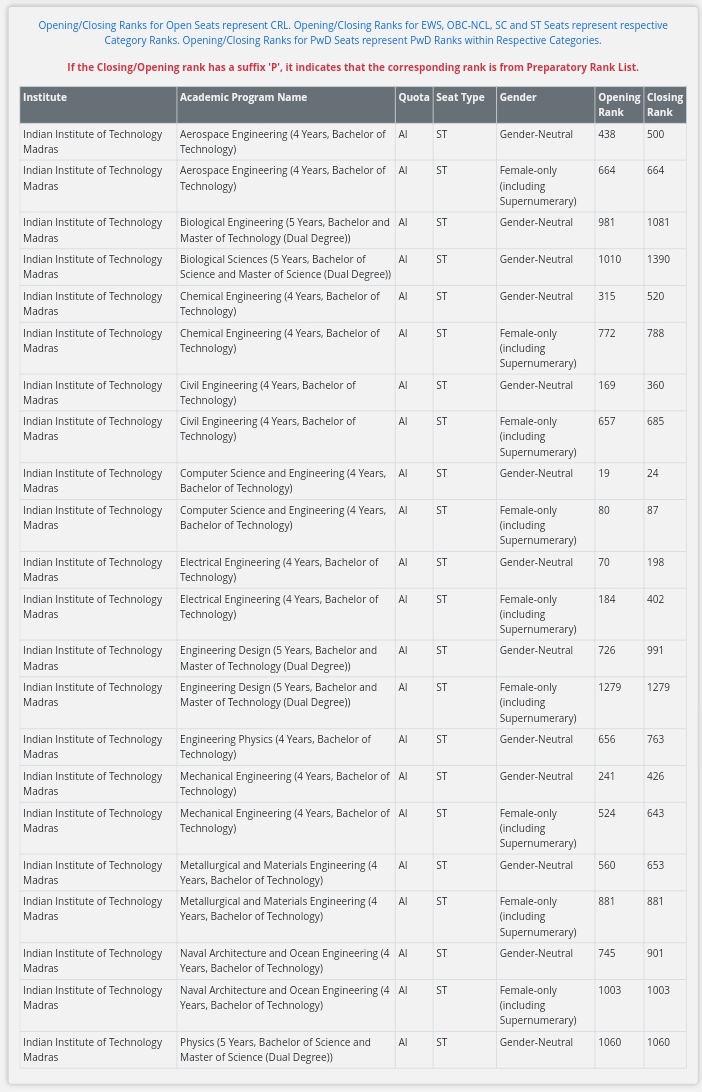 Opening/Closing Ranks for Open Seats represent CRL. Opening/Closing Ranks for EWS, OBC-NCL, SC and ST Seats represent respective
Category Ranks. Opening/Closing Ranks for PwD Seats represent PwD Ranks within Respective Categories.
If the Closing/Opening rank has a suffix 'P', it indicates that the corresponding rank is from Preparatory Rank List.
Institute Academic Program Name Quota Seat Type Gender Opening Closing
Rank Rank
Indian Institute of Technology Aerospace Engineering (4 Years, Bachelor of AI ST Gender-Neutral 438 500
Madras Technology)
Indian Institute of Technology Aerospace Engineering (4 Years, Bachelor of AI ST Female-only 664 664
Madras Technology) (including
Supernumerary)
Indian Institute of Technology Biological Engineering (5 Years, Bachelor and AI ST Gender-Neutral 981 1081
Madras Master of Technology (Dual Degree))
Indian Institute of Technology Biological Sciences (5 Years, Bachelor of AI ST Gender-Neutral 1010 1390
Madras Science and Master of Science (Dual Degree))
Indian Institute of Technology Chemical Engineering (4 Years, Bachelor of AI ST Gender-Neutral 315 520
Madras Technology)
Indian Institute of Technology Chemical Engineering (4 Years, Bachelor of AI ST Female-only 772 788
Madras Technology) (including
Supernumerary)
Indian Institute of Technology Civil Engineering (4 Years, Bachelor of AI ST Gender-Neutral 169 360
Madras Technology)
Indian Institute of Technology Civil Engineering (4 Years, Bachelor of AI ST Female-only 657 685
Madras Technology) (including
Supernumerary)
Indian Institute of Technology Computer Science and Engineering (4 Years, AI ST Gender-Neutral 19 24
Madras Bachelor of Technology)
Indian Institute of Technology Computer Science and Engineering (4 Years, AI ST Female-only 80 87
Madras Bachelor of Technology) (including
Supernumerary)
Indian Institute of Technology Electrical Engineering (4 Years, Bachelor of AI ST Gender-Neutral 70 198
Madras Technology)
Indian Institute of Technology Electrical Engineering (4 Years, Bachelor of AI ST Female-only 184 402
Madras Technology) (including
Supernumerary)
Indian Institute of Technology Engineering Design (5 Years, Bachelor and AI ST Gender-Neutral 726 991
Madras Master of Technology (Dual Degree))
Indian Institute of Technology Engineering Design (5 Years, Bachelor and AI ST Female-only 1279 1279
Madras Master of Technology (Dual Degree)) (including
Supernumerary)
Indian Institute of Technology Engineering Physics (4 Years, Bachelor of AI ST Gender-Neutral 656 763
Madras Technology)
Indian Institute of Technology Mechanical Engineering (4 Years, Bachelor of AI ST Gender-Neutral 241 426
Madras Technology)
Indian Institute of Technology Mechanical Engineering (4 Years, Bachelor of AI ST Female-only 524 643
Madras Technology) (including
Supernumerary)
Indian Institute of Technology Metallurgical and Materials Engineering (4 AI ST Gender-Neutral 560 653
Madras Years, Bachelor of Technology)
Indian Institute of Technology Metallurgical and Materials Engineering (4 AI ST Female-only 881 881
Madras Years, Bachelor of Technology) (including
Supernumerary)
Indian Institute of Technology Naval Architecture and Ocean Engineering (4 AI ST Gender-Neutral 745 901
Madras Years, Bachelor of Technology)
Indian Institute of Technology Naval Architecture and Ocean Engineering (4 AI ST Female-only 1003 1003
Madras Years, Bachelor of Technology) (including
Supernumerary)
Indian Institute of Technology Physics (5 Years, Bachelor of Science and AI ST Gender-Neutral 1060 1060
Madras Master of Science (Dual Degree))